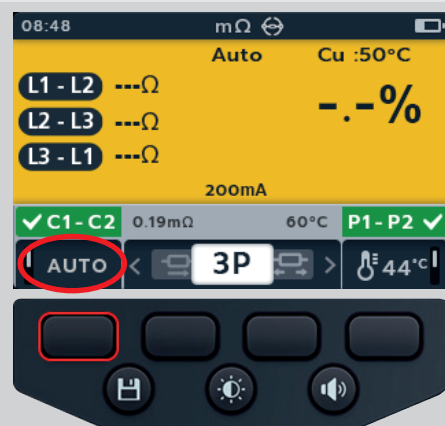 08:48 mΩ
Auto Cu :50°C
L1 - L2 ---Ω
-.-%
L2 - L3 ---Ω
L3 - L1 ---Ω
200mA
✓ C1- C2 0.19mΩ 60°C P1- P2 ✓
AUTO < 3P > 44°C